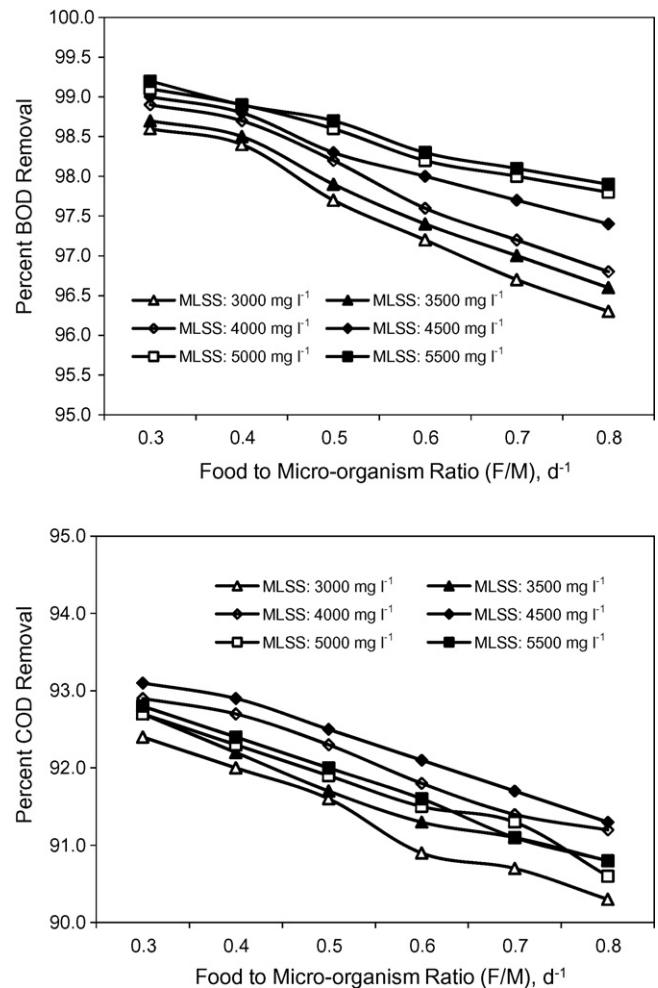 100.0
99.5
99.0
98.5
98.0
97.5
97.0
96.5
96.0
95.5
95.0
Percent BOD Removal
MLSS: 3000 mg l⁻¹ MLSS: 3500 mg l⁻¹
MLSS: 4000 mg l⁻¹ MLSS: 4500 mg l⁻¹
MLSS: 5000 mg l⁻¹ MLSS: 5500 mg l⁻¹
0.3 0.4 0.5 0.6 0.7 0.8
Food to Micro-organism Ratio (F/M), d⁻¹
95.0
94.0
93.0
92.0
91.0
90.0
Percent COD Removal
MLSS: 3000 mg l⁻¹ MLSS: 3500 mg l⁻¹
MLSS: 4000 mg l⁻¹ MLSS: 4500 mg l⁻¹
MLSS: 5000 mg l⁻¹ MLSS: 5500 mg l⁻¹
0.3 0.4 0.5 0.6 0.7 0.8
Food to Micro-organism Ratio (F/M), d⁻¹